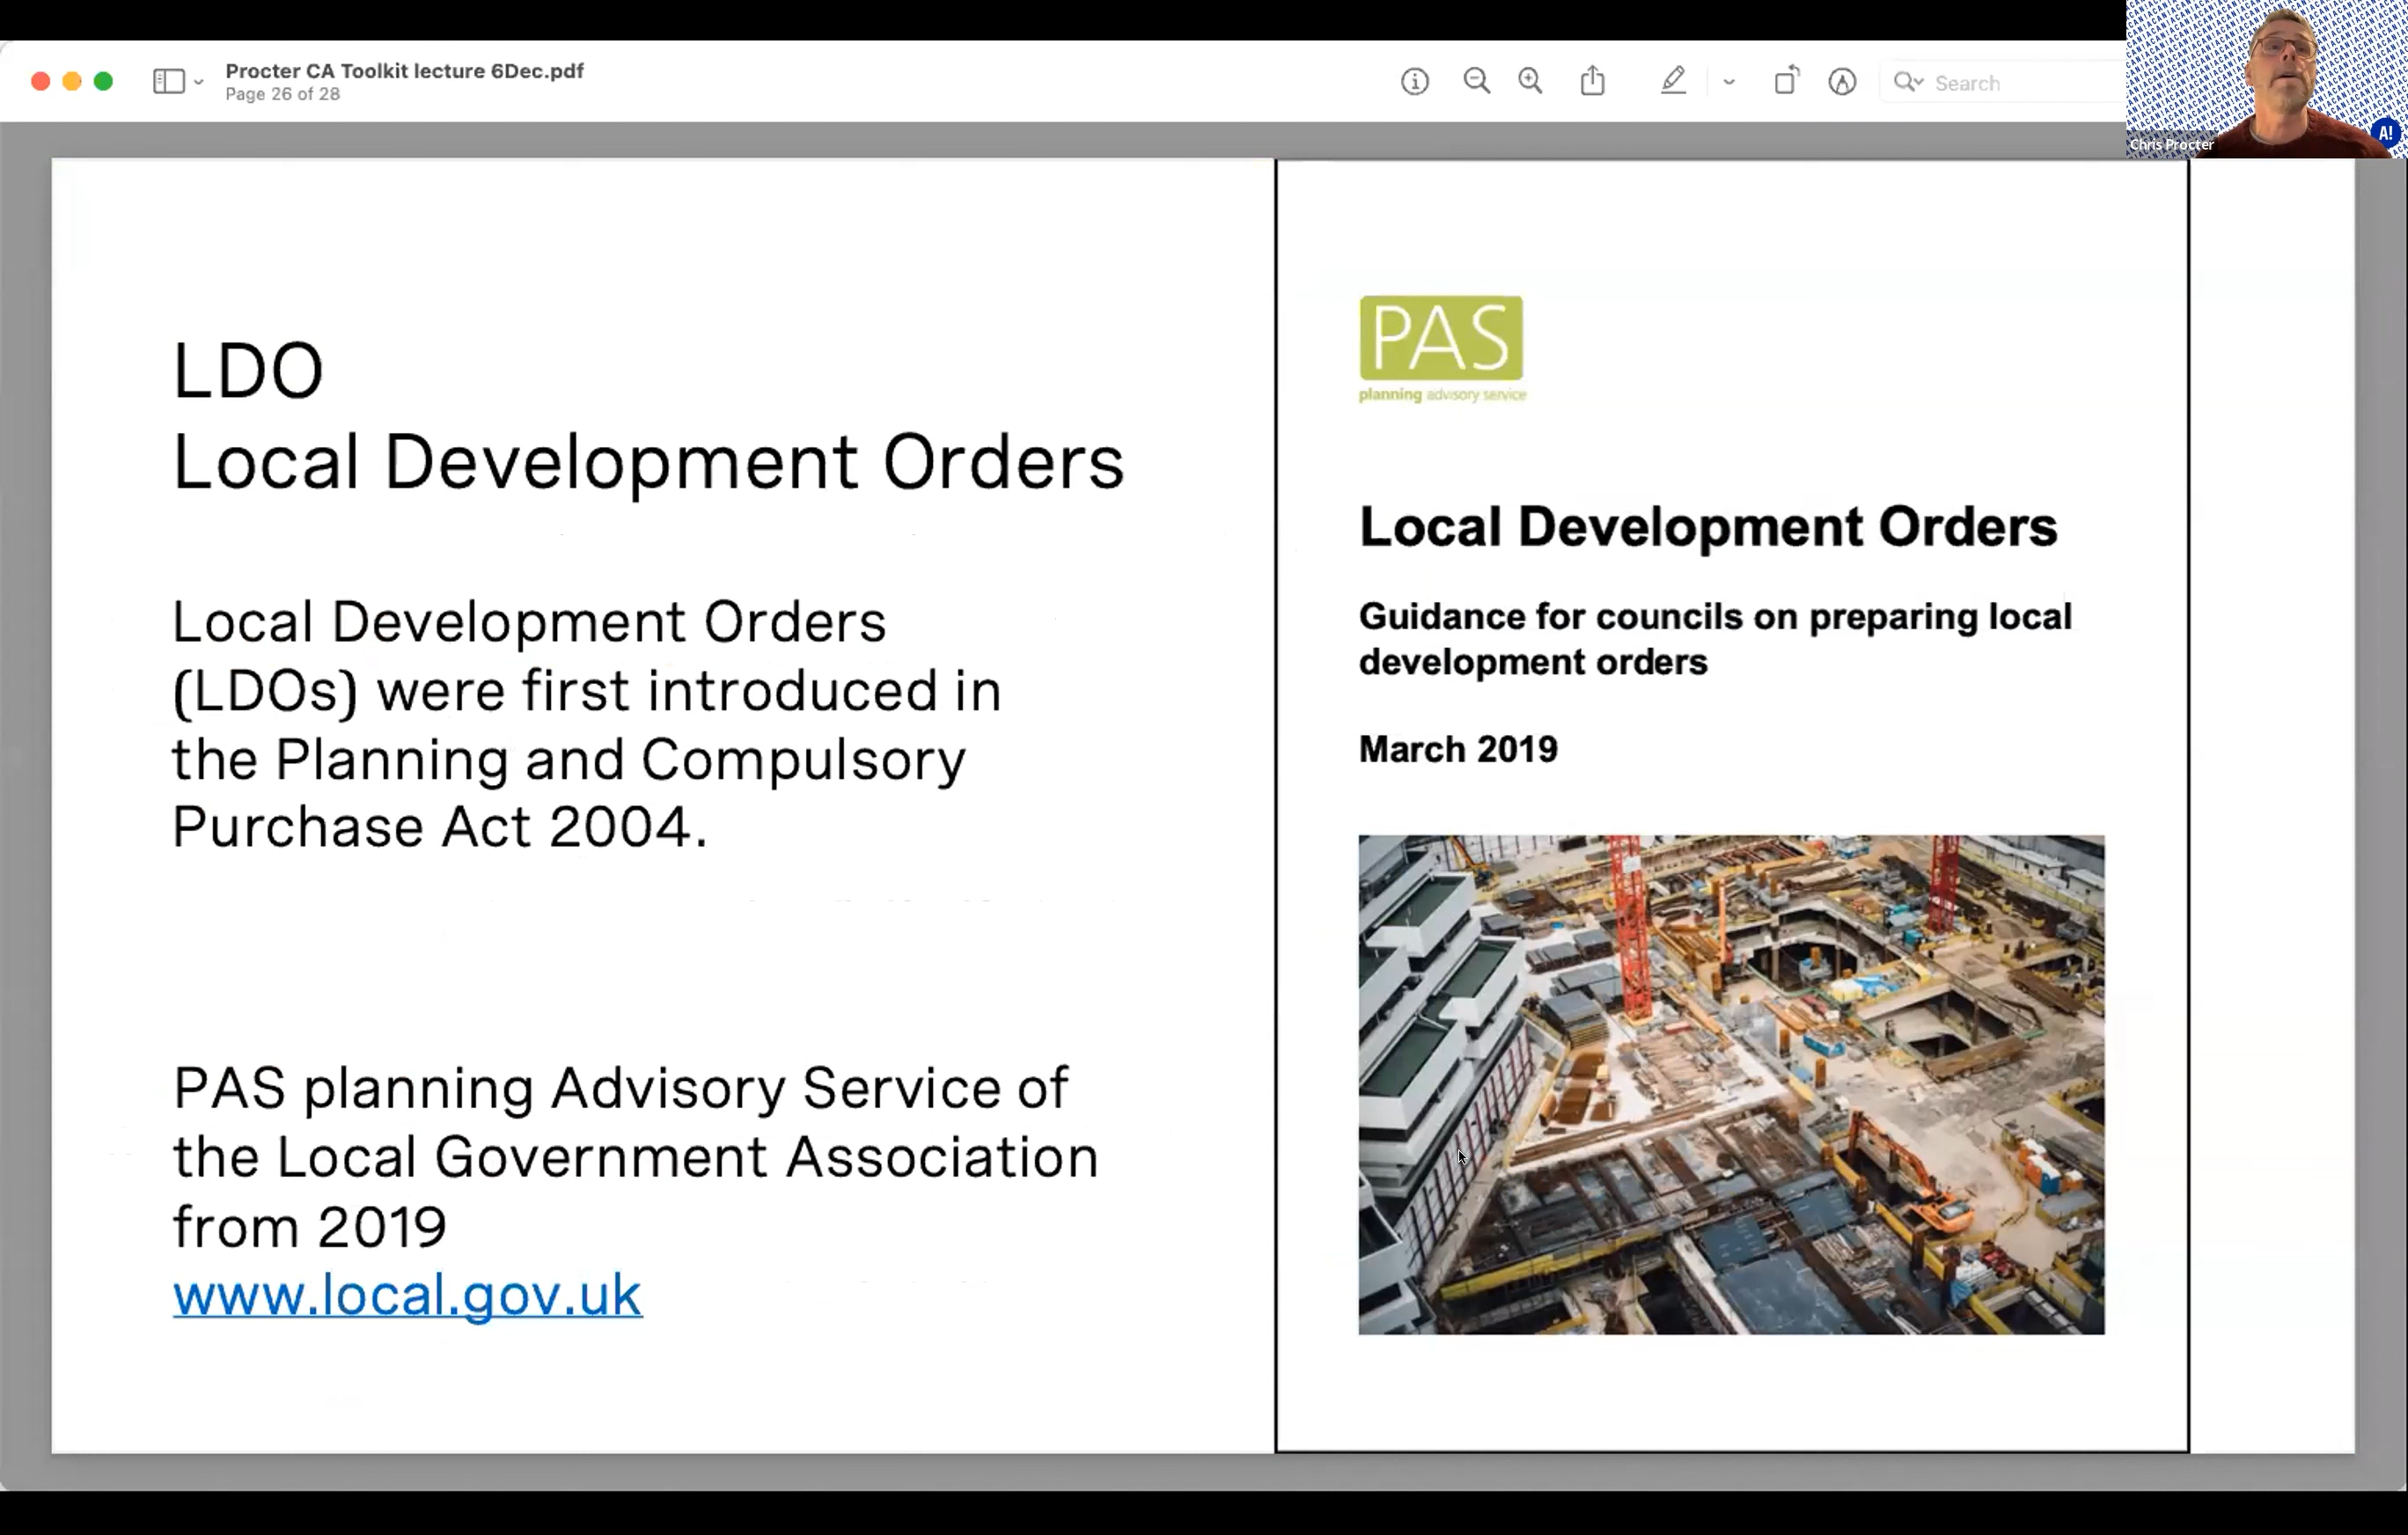 Procter CA Toolkit lecture 6Dec.pdf
Page 26 of 28
Search
Chris Procter
A!
LDO
Local Development Orders
Local Development Orders
(LDOs) were first introduced in
the Planning and Compulsory
Purchase Act 2004.
PAS planning Advisory Service of
the Local Government Association
from 2019
www.local.gov.uk
PAS
planning advisory service
Local Development Orders
Guidance for councils on preparing local
development orders
March 2019